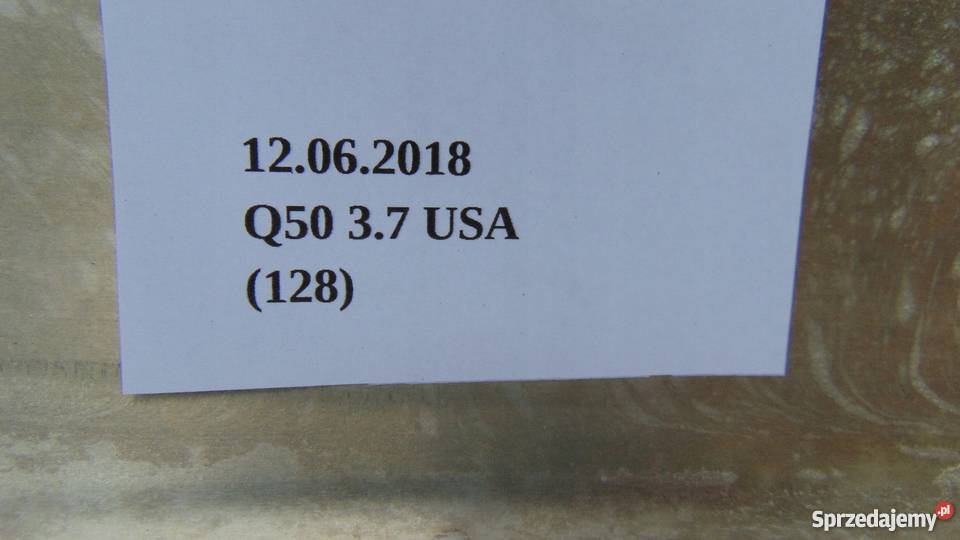 12.06.2018
Q50 3.7 USA
(128)
Sprzedajemy.pl